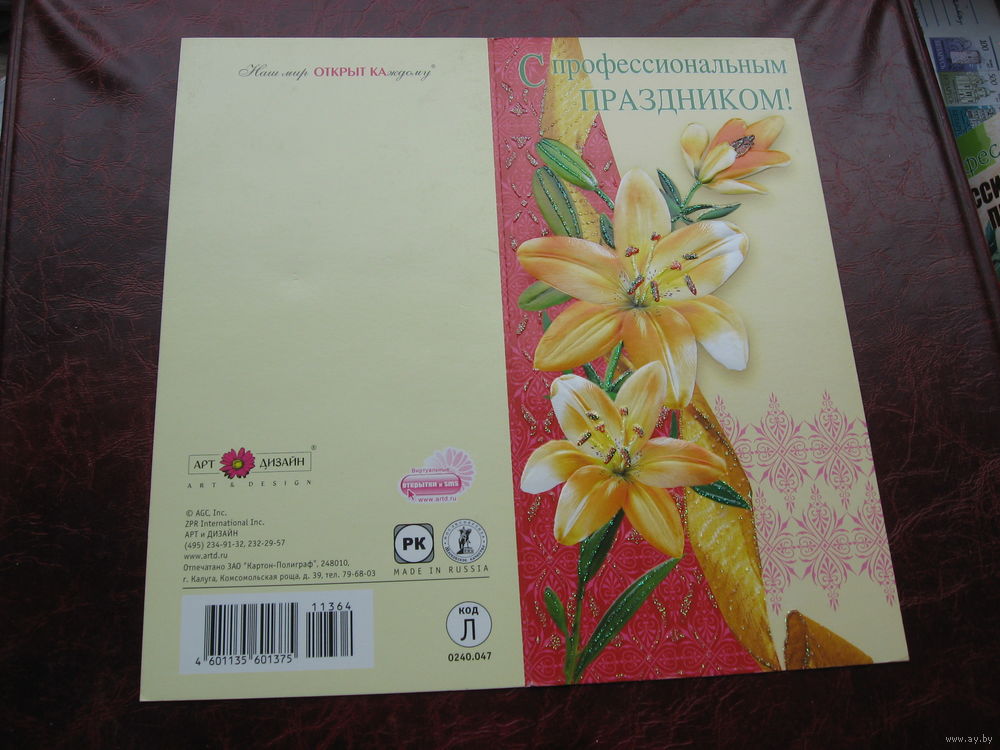 Наш мир ОТКРЫТ КАждому®
С профессиональным
ПРАЗДНИКОМ!
АРТ ДИЗАЙН®
ART & DESIGN
Виртуальные
открытки и sms
www.artd.ru
© AGC, Inc.
ZPR International Inc.
АРТ и ДИЗАЙН
(495) 234-91-32, 232-29-57
www.artd.ru
Отпечатано ЗАО "Картон-Полиграф", 248010,
г. Калуга, Комсомольская роща, д. 39, тел. 79-68-03
РК
MADE IN RUSSIA
11364
4 601135 601375
код
Л
0240.047
www.ay.by